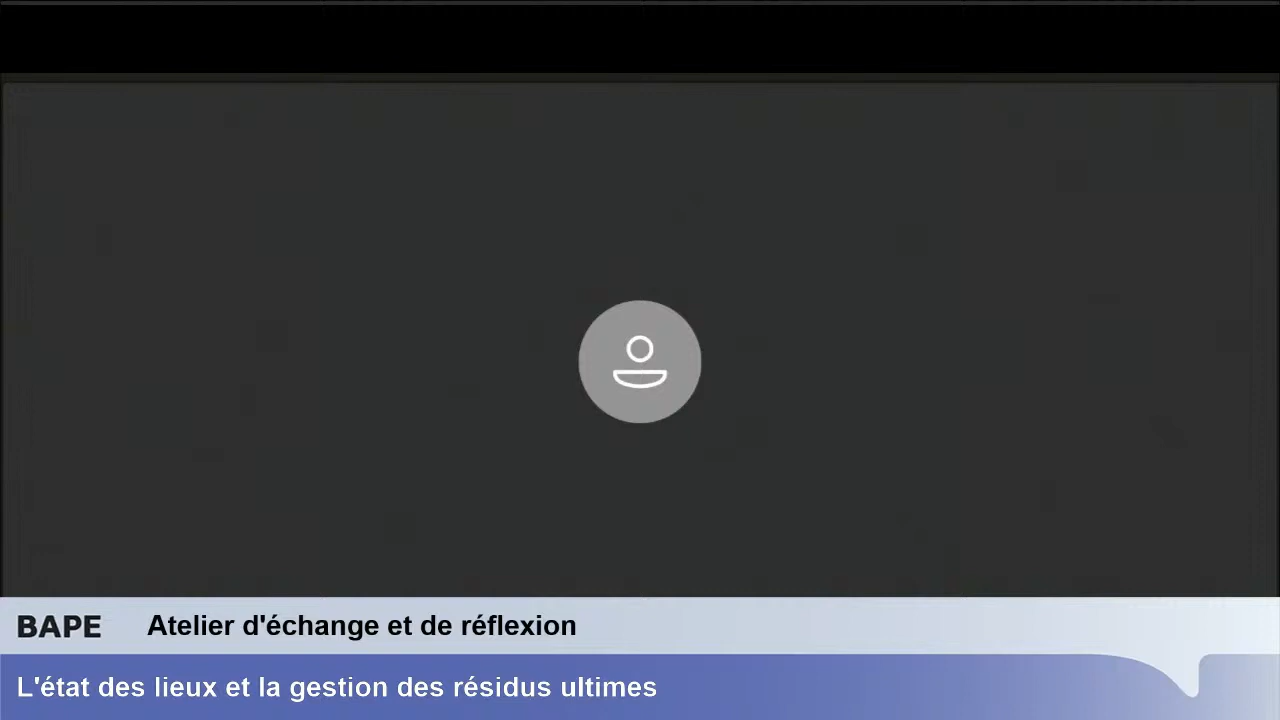 BAPE Atelier d'échange et de réflexion
L'état des lieux et la gestion des résidus ultimes